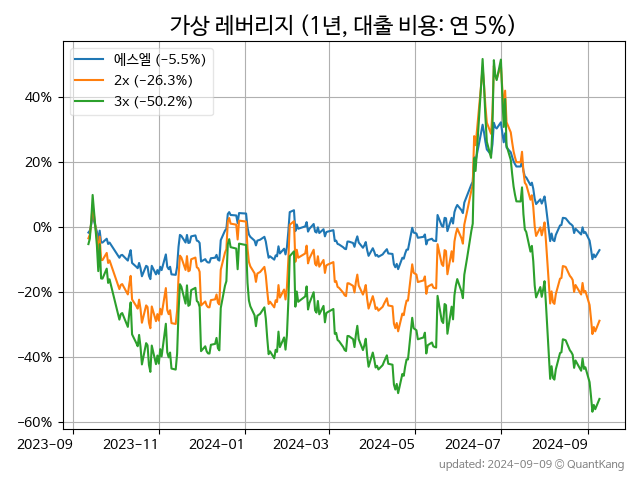 가상 레버리지 (1년, 대출 비용: 연 5%)
에스엘 (-5.5%)
2x (-26.3%)
3x (-50.2%)
40%
20%
0%
-20%
-40%
-60%
2023-09 2023-11 2024-01 2024-03 2024-05 2024-07 2024-09
updated: 2024-09-09 © QuantKang